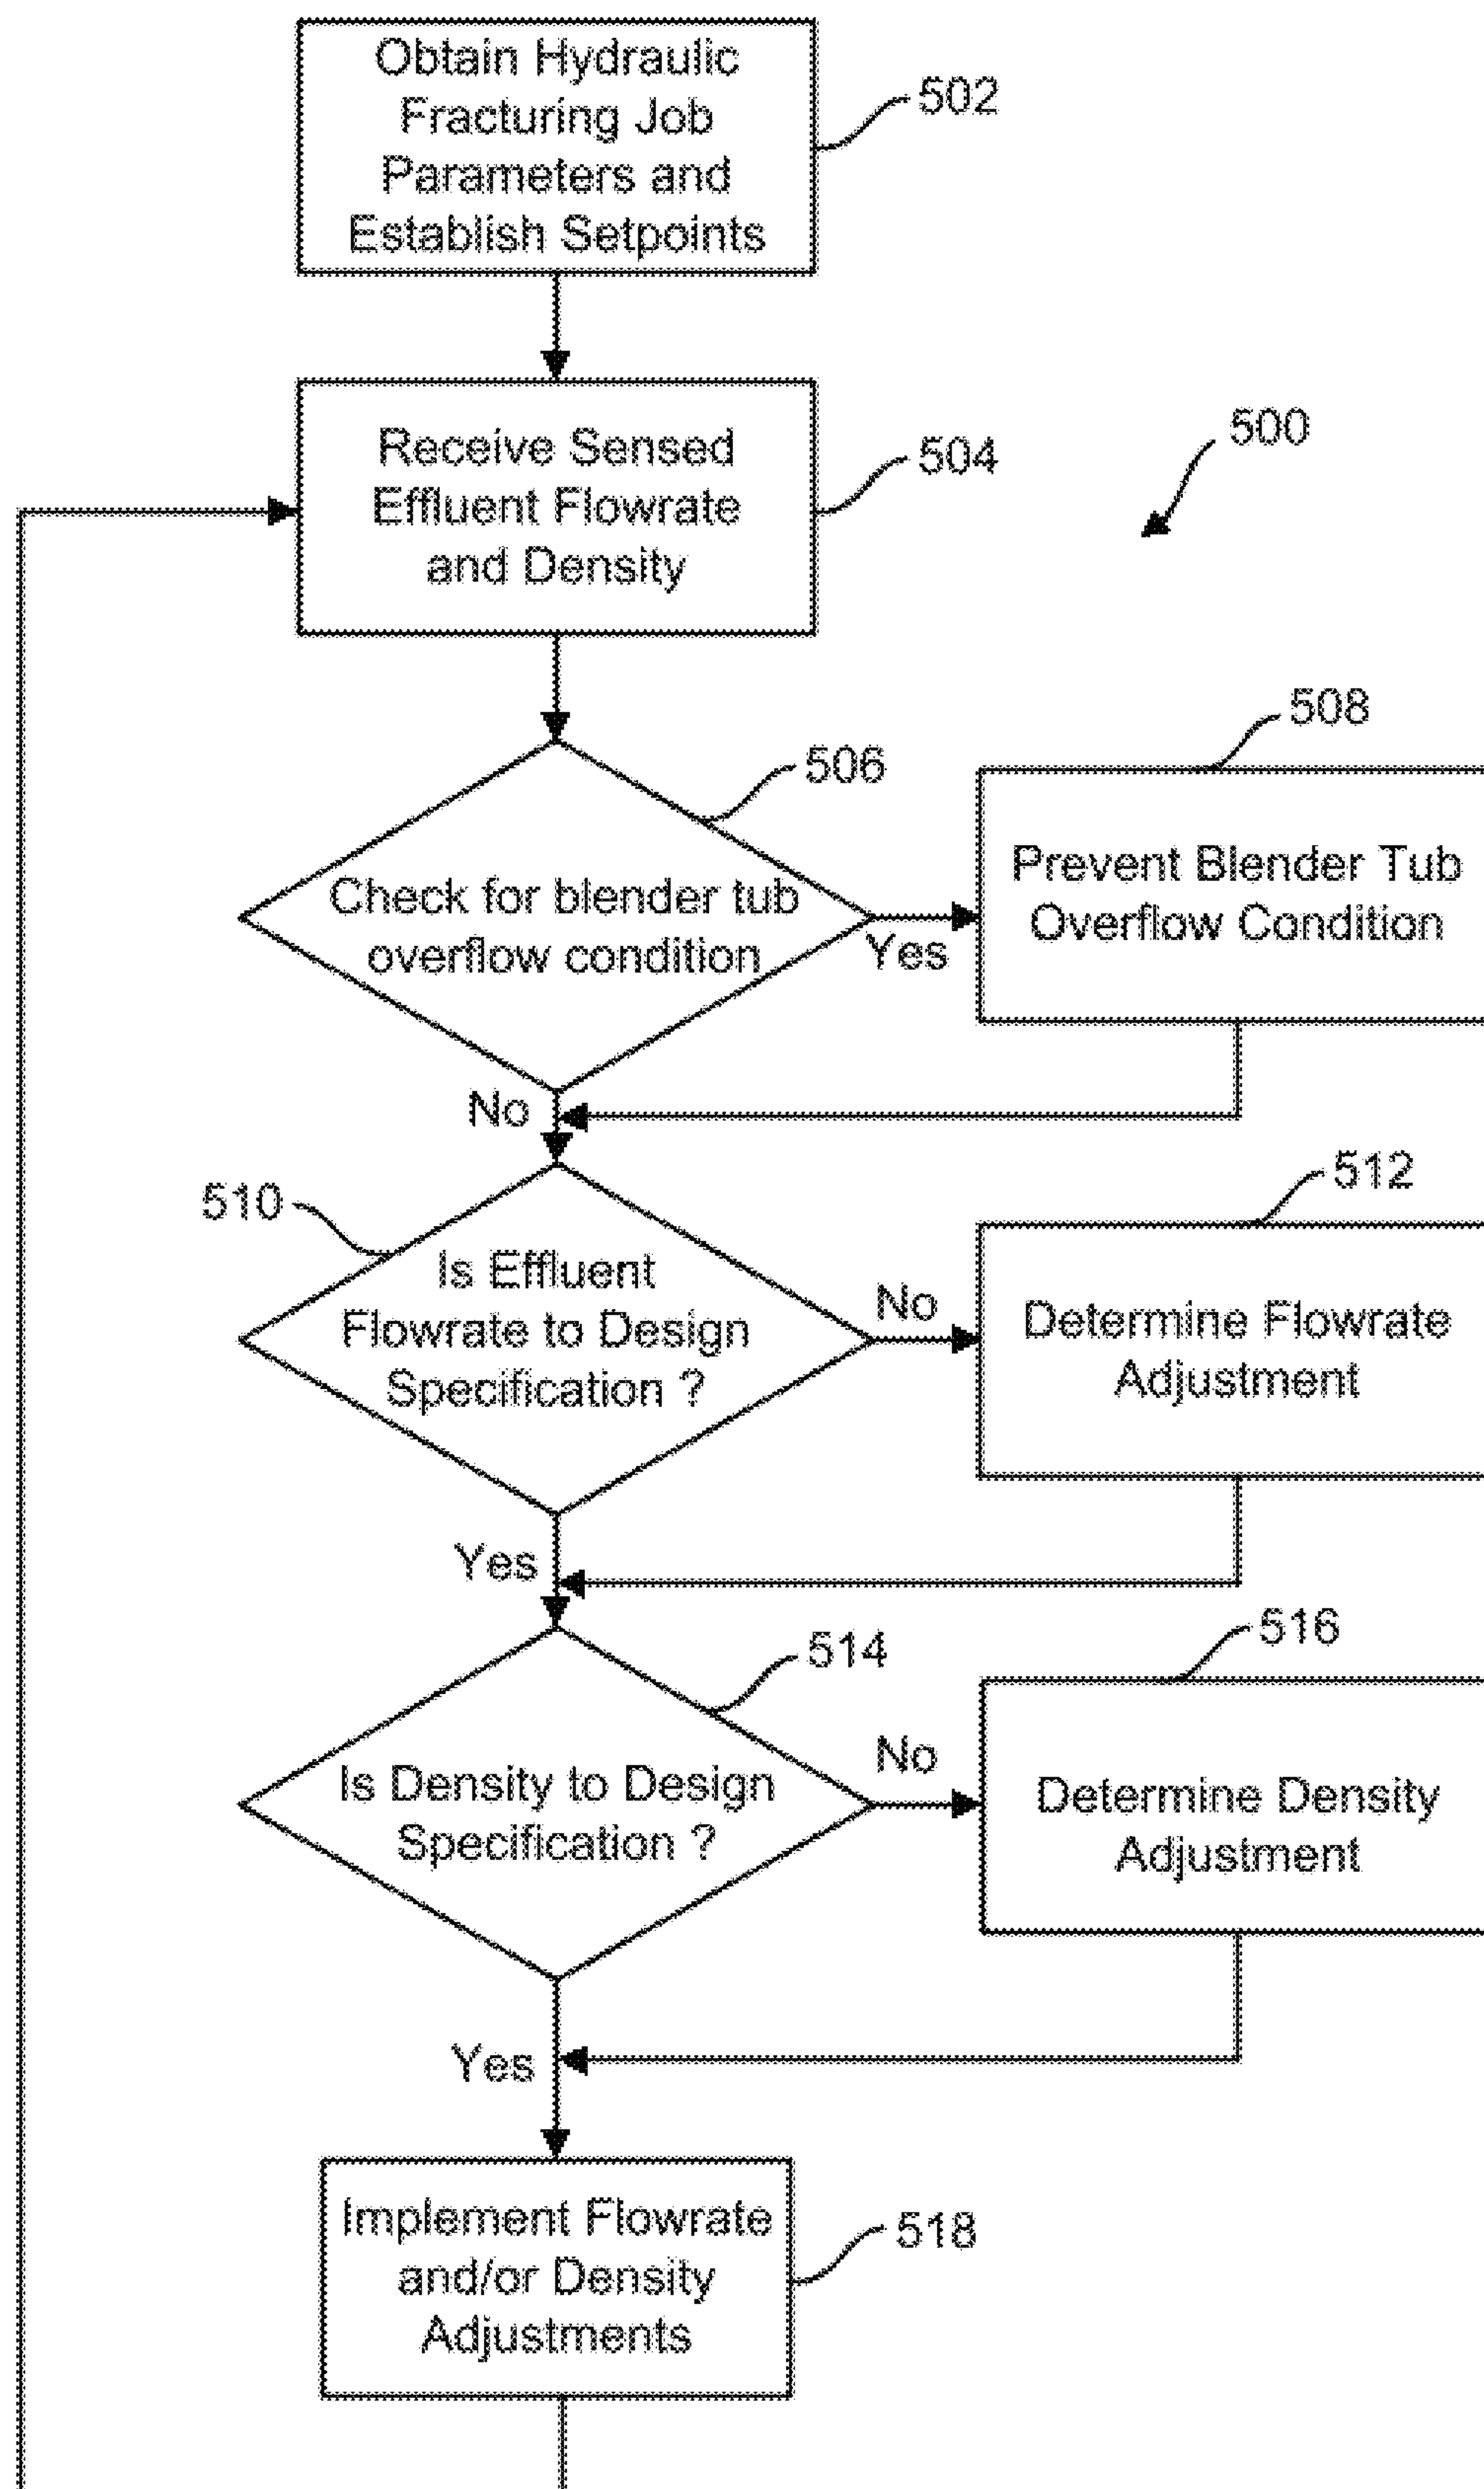 Obtain Hydraulic
Fracturing Job
Parameters and
Establish Setpoints
502
Receive Sensed
Effluent Flowrate
and Density
504
500
506
508
Check for blender tub
overflow condition
Yes
Prevent Blender Tub
Overflow Condition
No
510
512
Is Effluent
Flowrate to Design
Specification ?
No
Determine Flowrate
Adjustment
Yes
514
516
Is Density to Design
Specification ?
No
Determine Density
Adjustment
Yes
Implement Flowrate
and/or Density
Adjustments
518